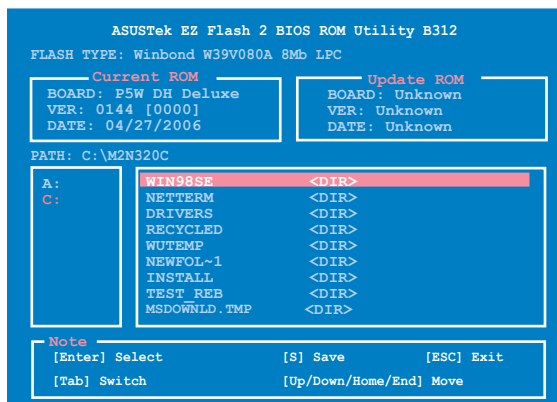 ASUSTek EZ Flash 2 BIOS ROM Utility B312
FLASH TYPE: Winbond W39V080A 8Mb LPC
Current ROM
BOARD: P5W DH Deluxe
VER: 0144 [0000]
DATE: 04/27/2006
Update ROM
BOARD: Unknown
VER: Unknown
DATE: Unknown
PATH: C:\M2N320C
A:
C:
WIN98SE <DIR>
NETTERM <DIR>
DRIVERS <DIR>
RECYCLED <DIR>
WUTEMP <DIR>
NEWFOL~1 <DIR>
INSTALL <DIR>
TEST_REB <DIR>
MSDOWNLD.TMP <DIR>
Note
[Enter] Select [S] Save [ESC] Exit
[Tab] Switch [Up/Down/Home/End] Move